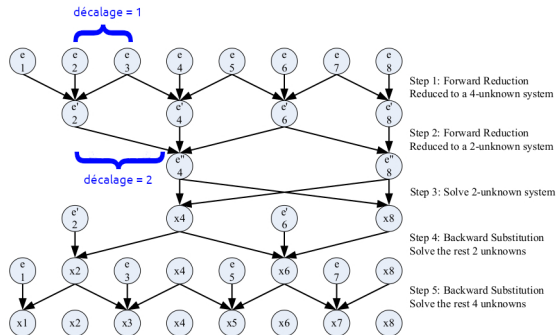 décalage = 1
e 1 e 2 e 3 e 4 e 5 e 6 e 7 e 8
Step 1: Forward Reduction
Reduced to a 4-unknown system
e' 2 e' 4 e' 6 e' 8
Step 2: Forward Reduction
Reduced to a 2-unknown system
décalage = 2
e'' 4 e'' 8
Step 3: Solve 2-unknown system
e' 2 x4 e' 6 x8
Step 4: Backward Substitution
Solve the rest 2 unknowns
e 1 x2 e 3 x4 e 5 x6 e 7 x8
Step 5: Backward Substitution
Solve the rest 4 unknowns
x1 x2 x3 x4 x5 x6 x7 x8